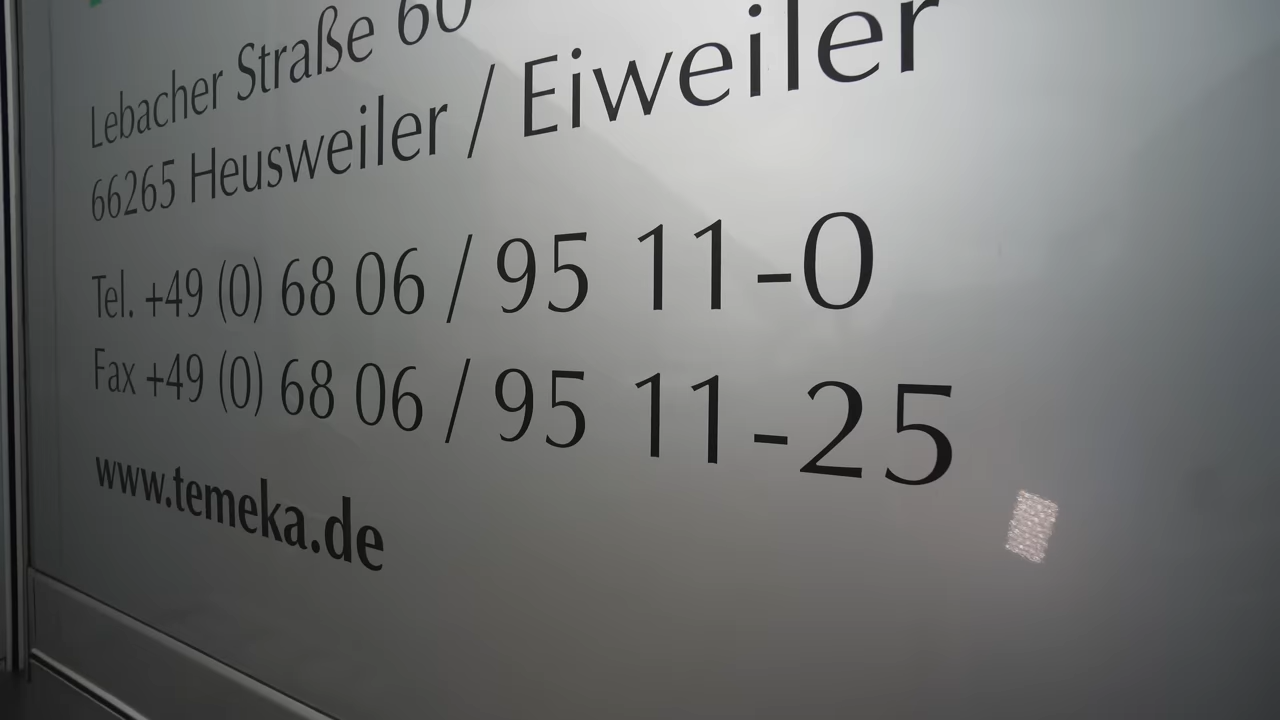 Lebacher Straße 60
66265 Heusweiler / Eiweiler
Tel. +49 (0) 68 06 / 95 11-0
Fax +49 (0) 68 06 / 95 11-25
www.temeka.de